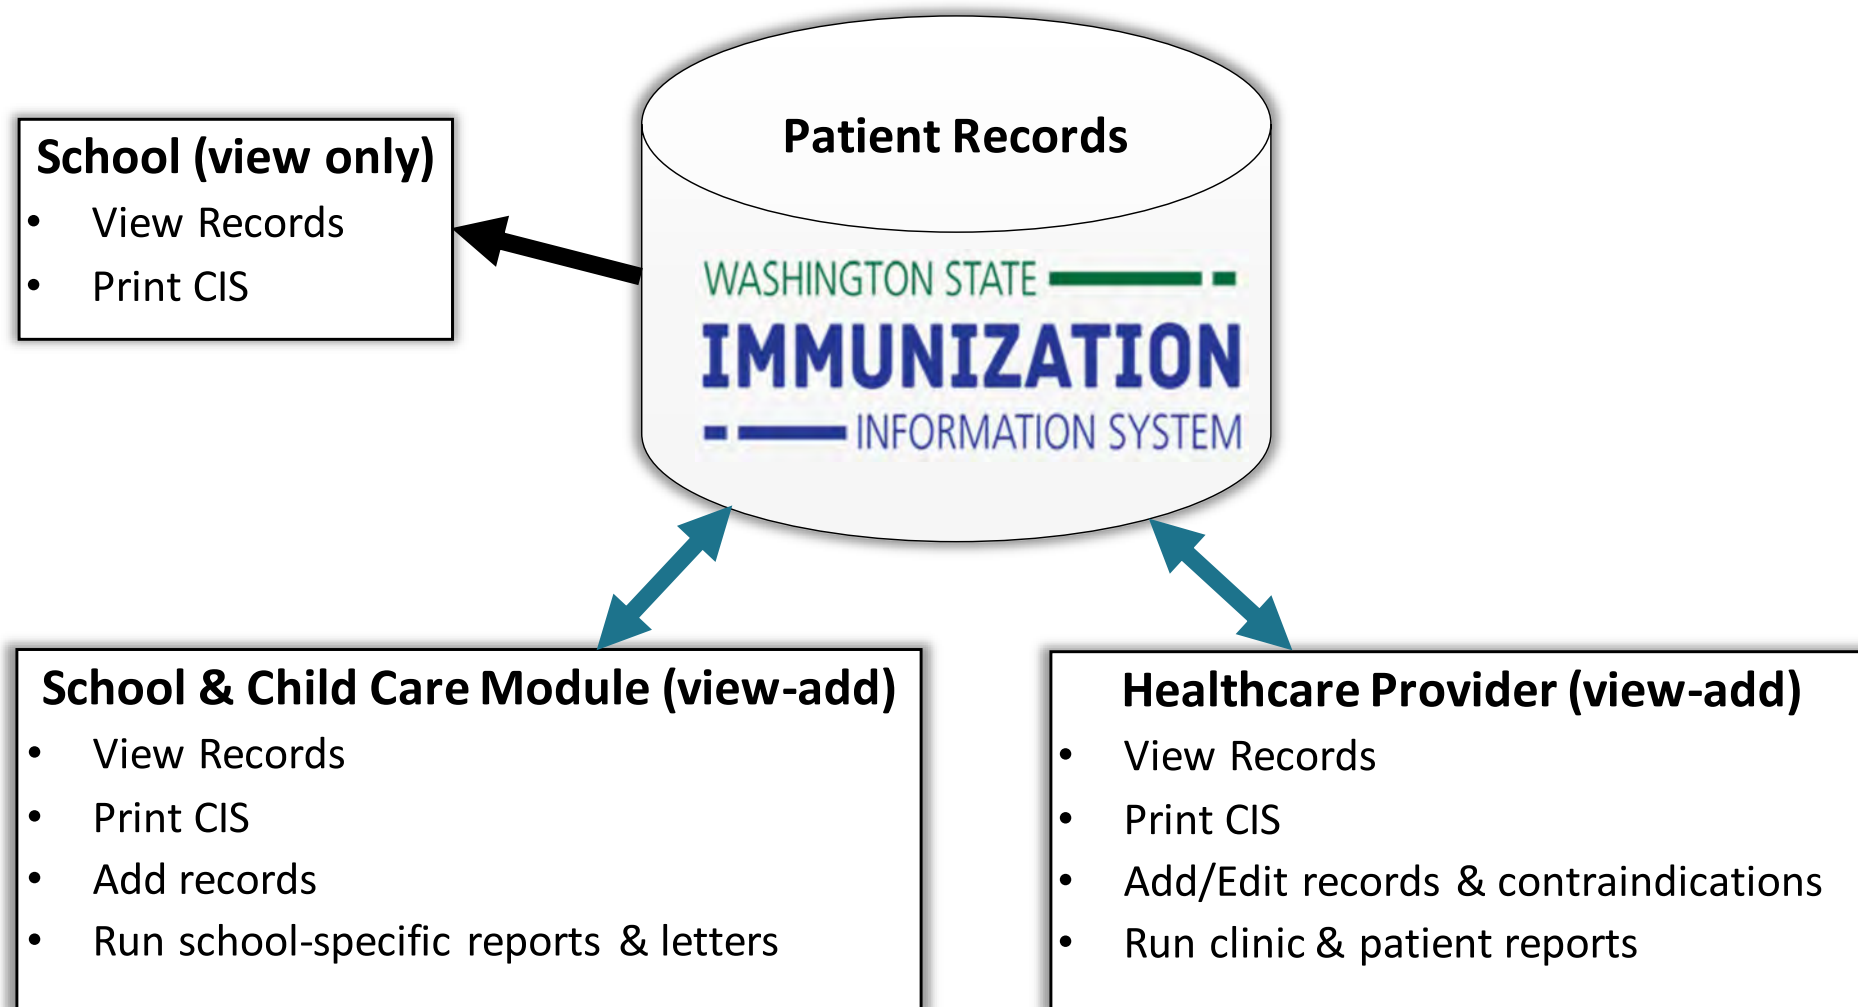 Patient Records
WASHINGTON STATE
IMMUNIZATION
INFORMATION SYSTEM
School (view only)
• View Records
• Print CIS
School & Child Care Module (view-add)
• View Records
• Print CIS
• Add records
• Run school-specific reports & letters
Healthcare Provider (view-add)
• View Records
• Print CIS
• Add/Edit records & contraindications
• Run clinic & patient reports